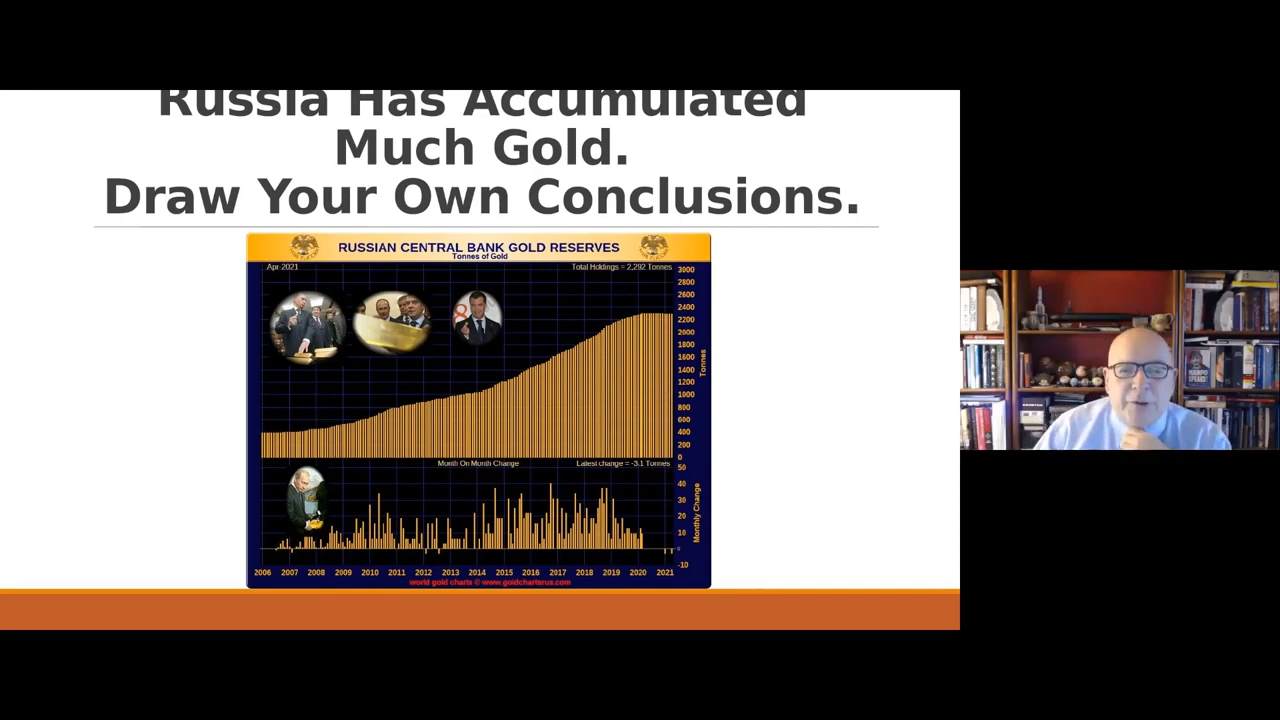 Russia Has Accumulated
Much Gold.
Draw Your Own Conclusions.
RUSSIAN CENTRAL BANK GOLD RESERVES
Tonnes of Gold
Apr-2021
Total Holdings = 2,292 Tonnes
3000
2800
2600
2400
2200
2000
1800
1600
1400
1200
1000
800
600
400
200
0
Tonnes
Month On Month Change
Latest change = -3.1 Tonnes
50
40
30
20
10
0
-10
Monthly Change
2006 2007 2008 2009 2010 2011 2012 2013 2014 2015 2016 2017 2018 2019 2020 2021
world gold charts © www.goldchartsrus.com